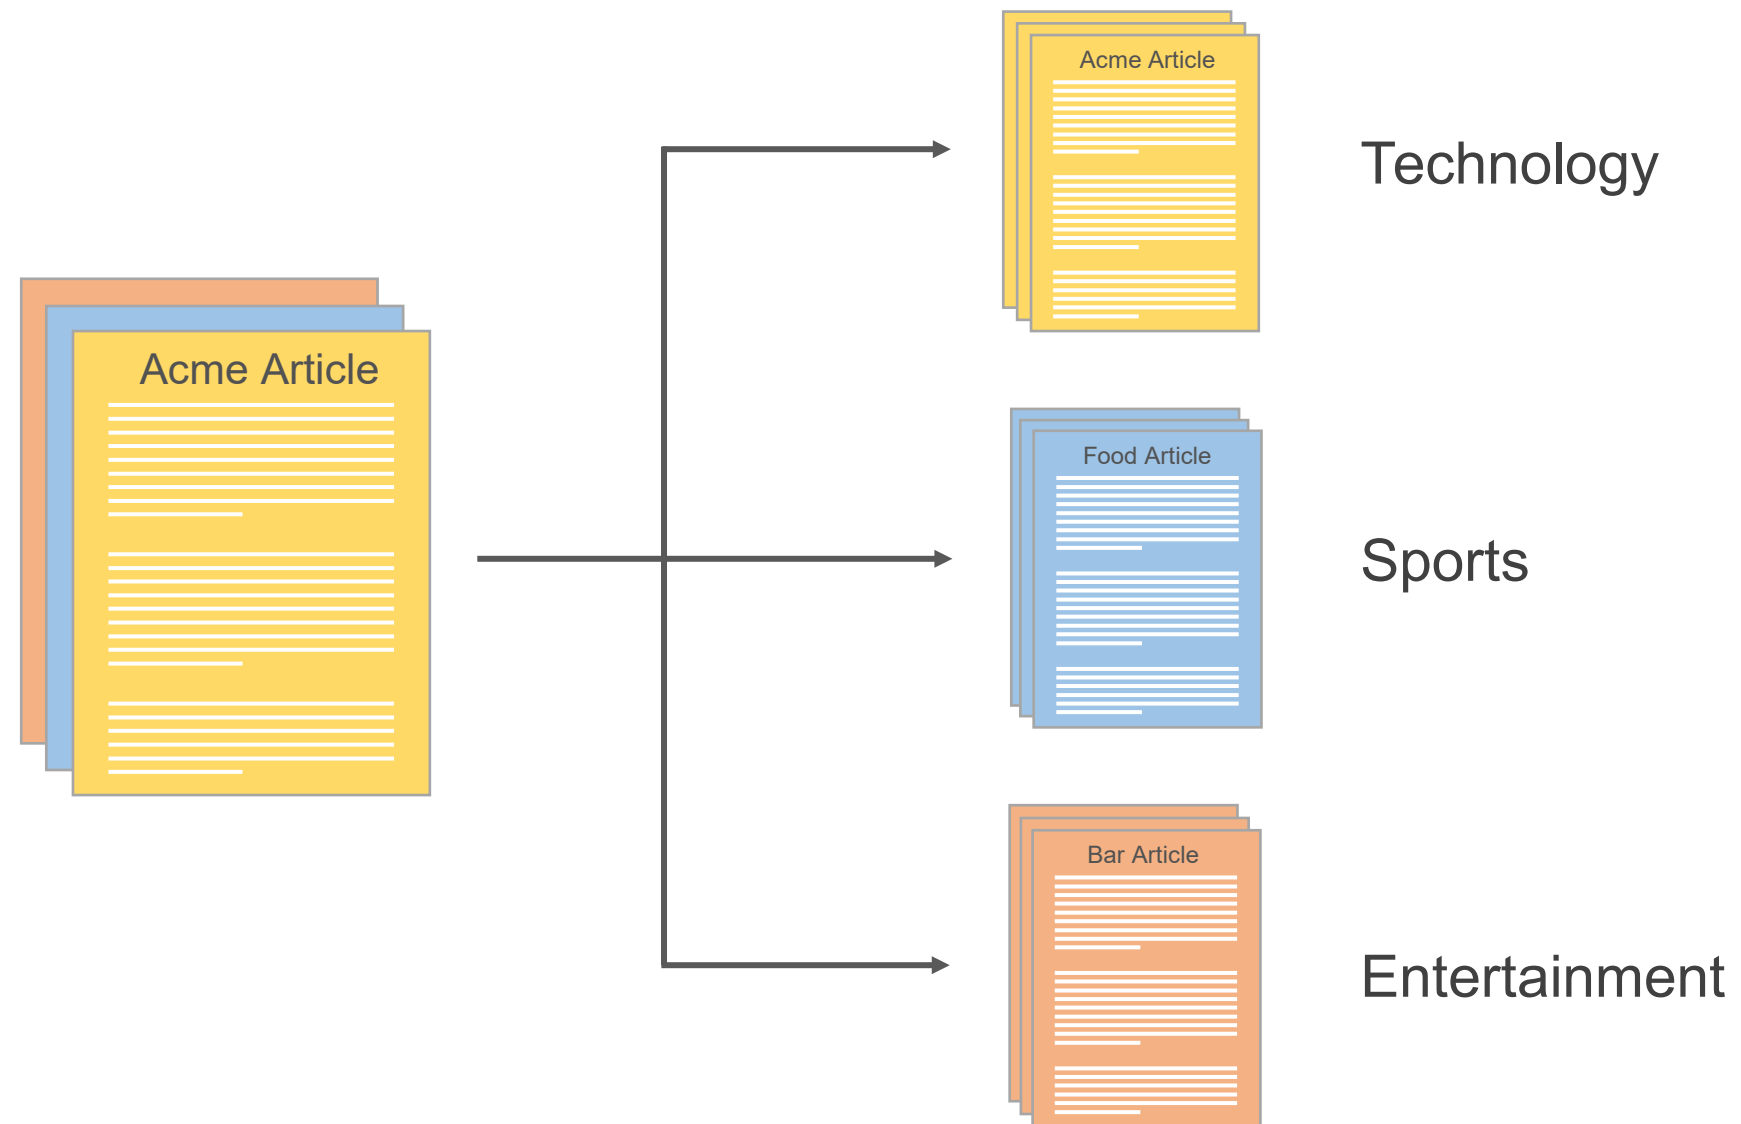 Acme Article
Acme Article
Technology
Food Article
Sports
Bar Article
Entertainment